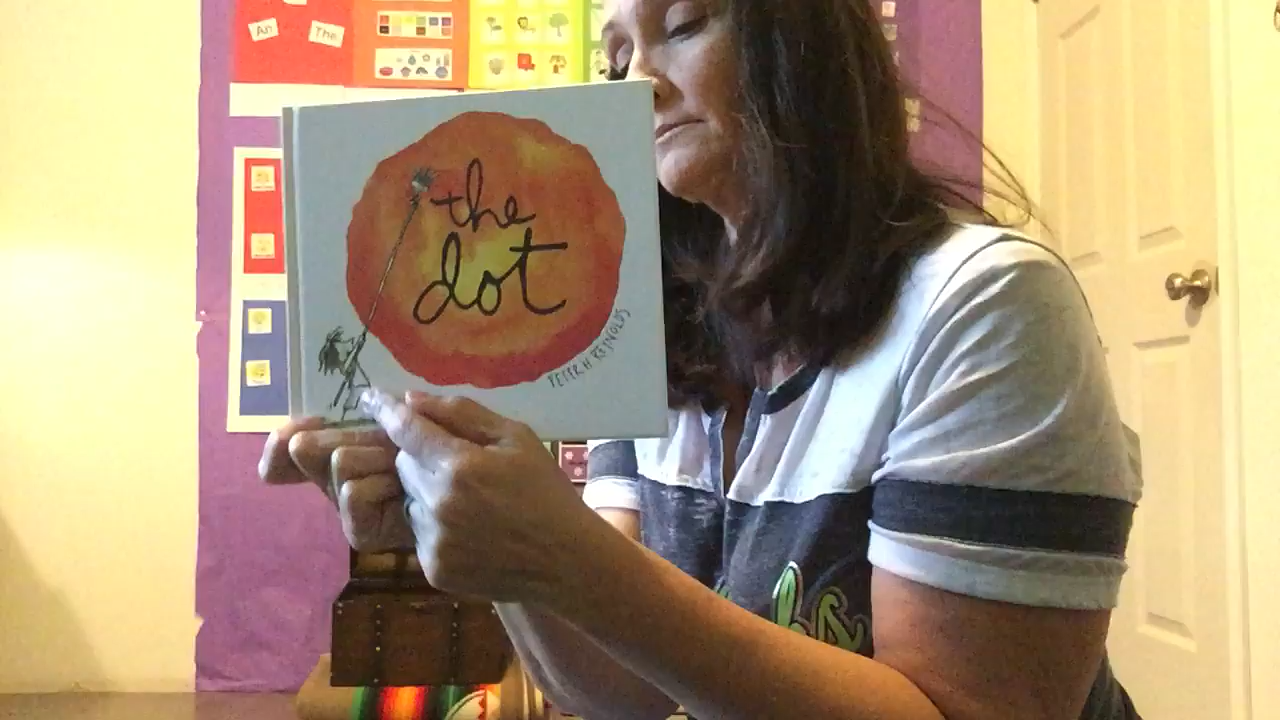 An
The
the
dot
PETER H. REYNOLDS